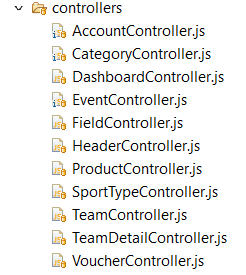 controllers
AccountController.js
CategoryController.js
DashboardController.js
EventController.js
FieldController.js
HeaderController.js
ProductController.js
SportTypeController.js
TeamController.js
TeamDetailController.js
VoucherController.js